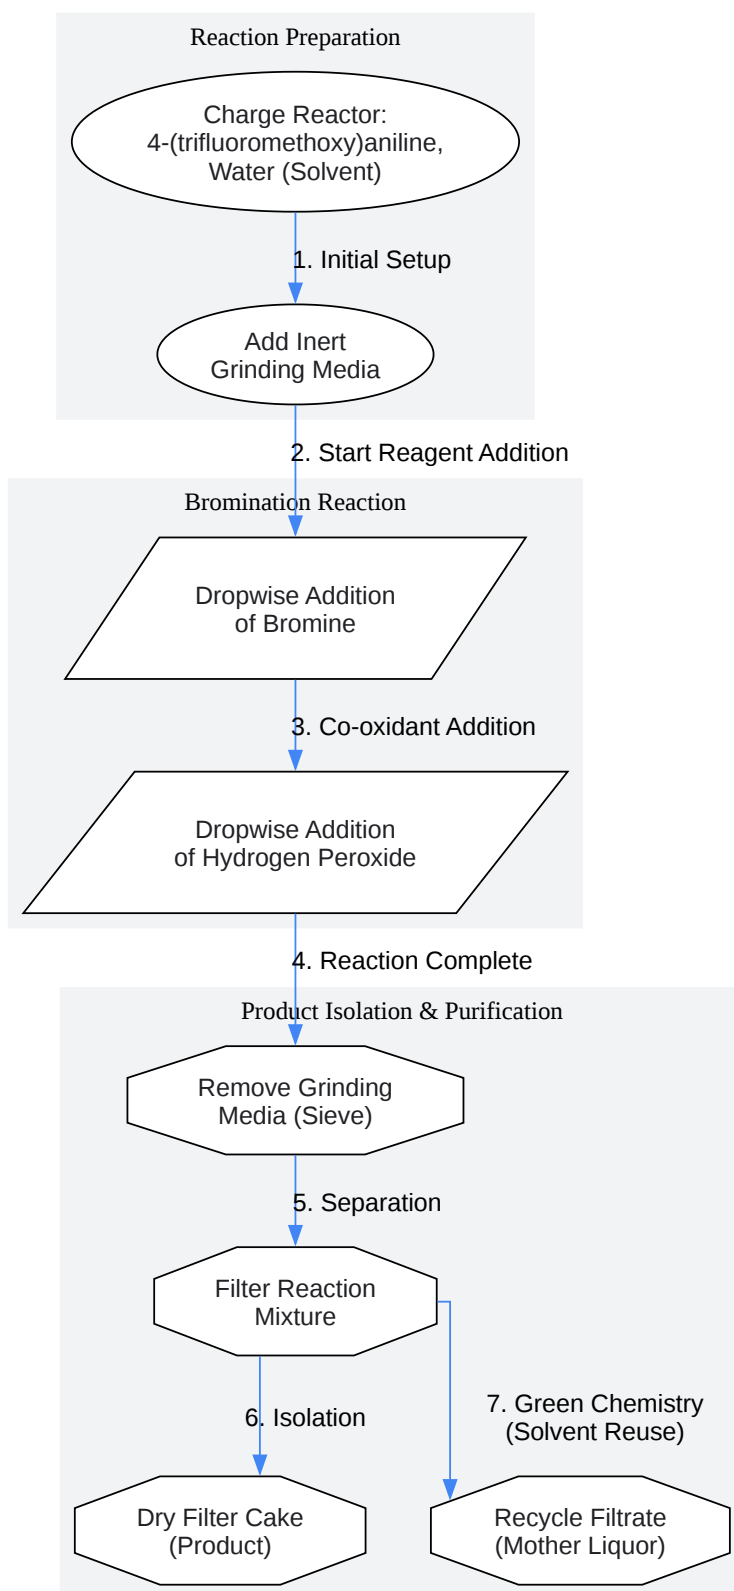 Reaction Preparation
Charge Reactor:
4-(trifluoromethoxy)aniline,
Water (Solvent)
1. Initial Setup
Add Inert
Grinding Media
2. Start Reagent Addition
Bromination Reaction
Dropwise Addition
of Bromine
3. Co-oxidant Addition
Dropwise Addition
of Hydrogen Peroxide
4. Reaction Complete
Product Isolation & Purification
Remove Grinding
Media (Sieve)
5. Separation
Filter Reaction
Mixture
6. Isolation
7. Green Chemistry
(Solvent Reuse)
Dry Filter Cake
(Product)
Recycle Filtrate
(Mother Liquor)